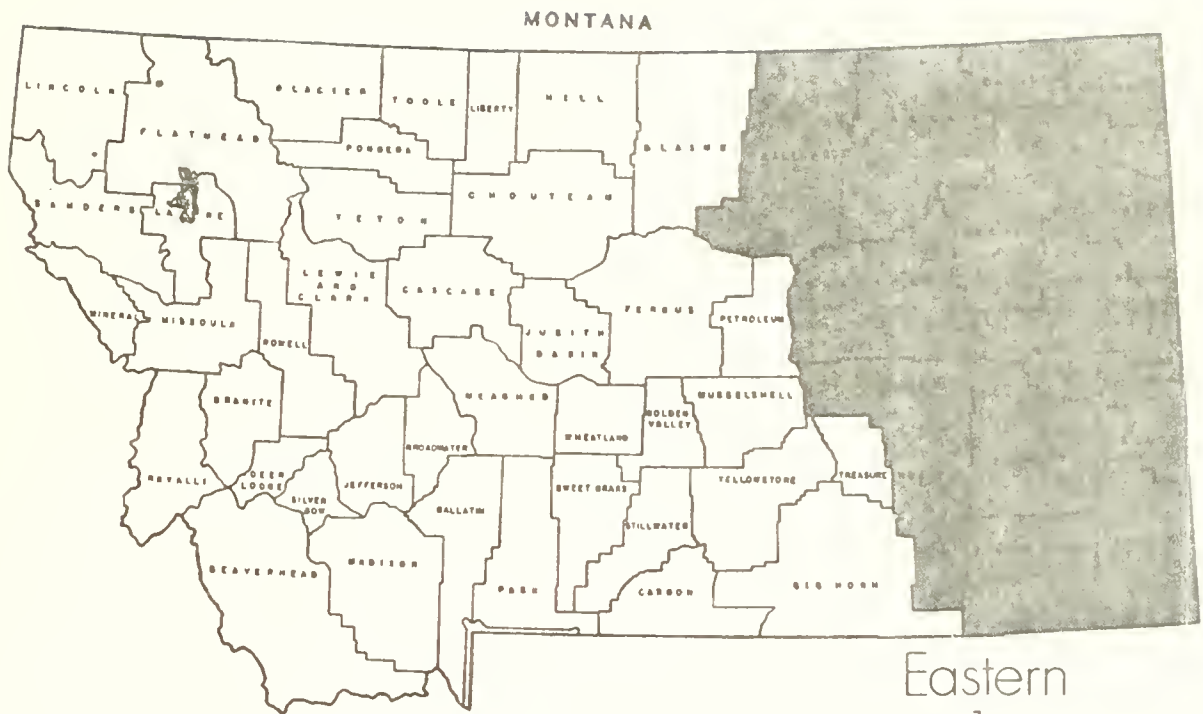 MONTANA
LINCOLN
GLACIER
TOOLE
LIBERTY
HILL
FLATHEAD
PONDERA
BLAINE
PHILLIPS
CHOUTEAU
SANDERS
LAKE
TETON
LEWIS
AND
CLARK
CASCADE
FERGUS
PETROLEUM
MINERAL
MISSOULA
POWELL
JUDITH
BASIN
GRANITE
MEAGHER
MUSSELSHELL
GOLDEN
VALLEY
WHEATLAND
BROADWATER
RAVALLI
DEER
LODGE
SILVER
BOW
JEFFERSON
GALLATIN
SWEET GRASS
STILLWATER
YELLOWSTONE
TREASURE
BEAVERHEAD
MADISON
PARK
CARBON
BIG HORN
Eastern